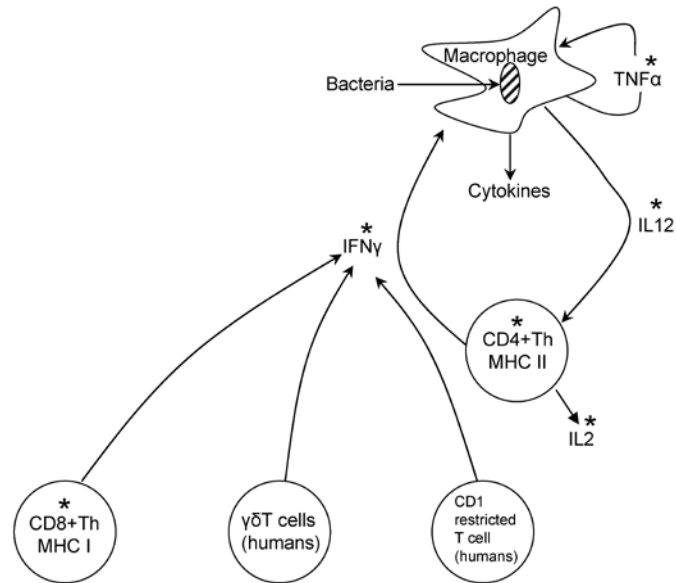 Macrophage
*
TNFα
Bacteria
Cytokines
*
IL12
*
IFNγ
*
CD4+Th
MHC II
*
IL2
*
CD8+Th
MHC I
γδT cells
(humans)
CD1
restricted
T cell
(humans)